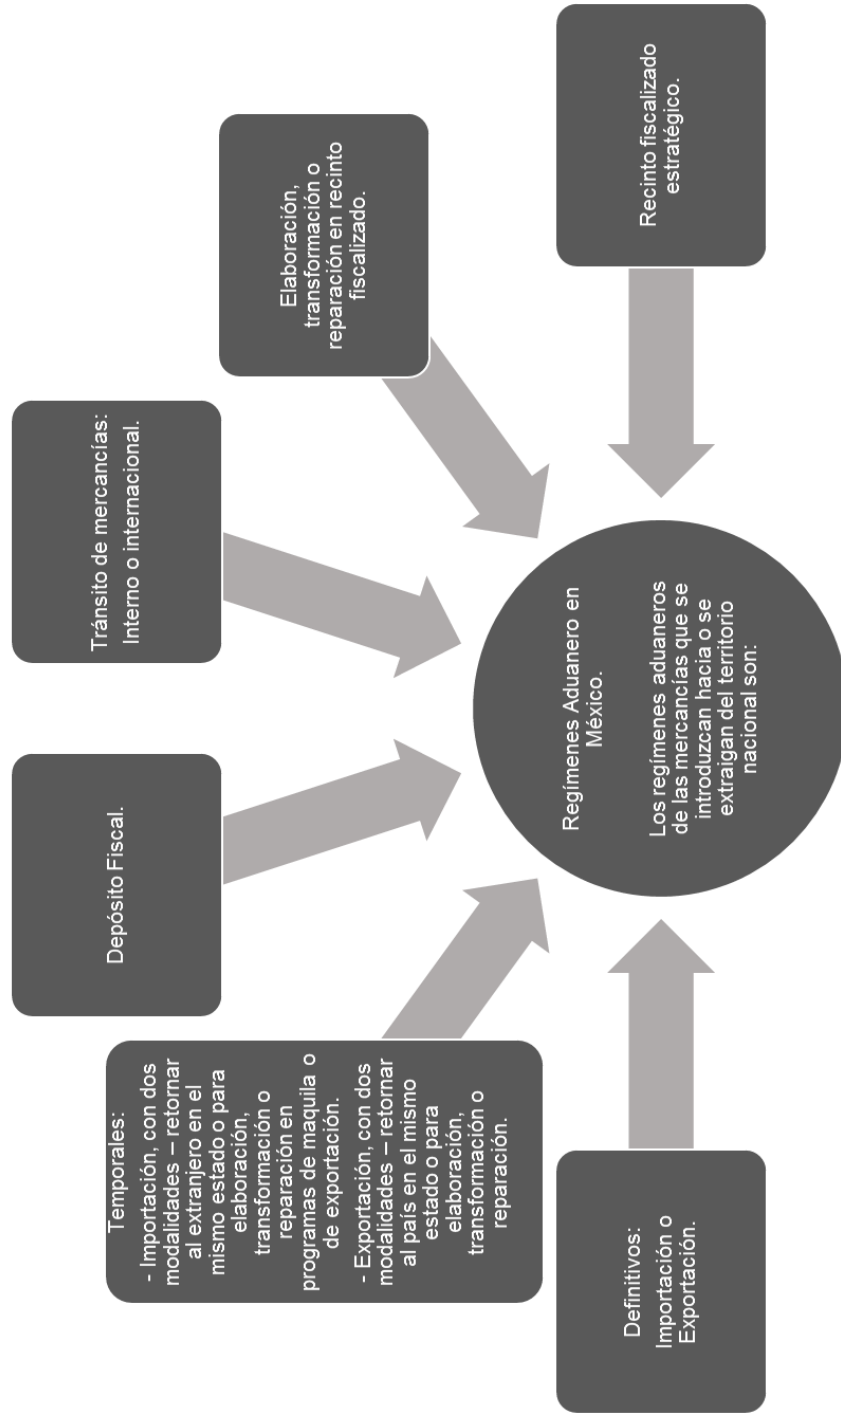 Regímenes Aduanero en
México.
Los regímenes aduaneros
de las mercancías que se
introduzcan hacia o se
extraigan del territorio
nacional son:
Definitivos:
Importación o
Exportación.
Temporales:
- Importación, con dos
modalidades – retornar
al extranjero en el
mismo estado o para
elaboración,
transformación o
reparación en
programas de maquila o
de exportación.
- Exportación, con dos
modalidades – retornar
al país en el mismo
estado o para
elaboración,
transformación o
reparación.
Depósito Fiscal.
Tránsito de mercancías:
Interno o internacional.
Elaboración,
transformación o
reparación en recinto
fiscalizado.
Recinto fiscalizado
estratégico.